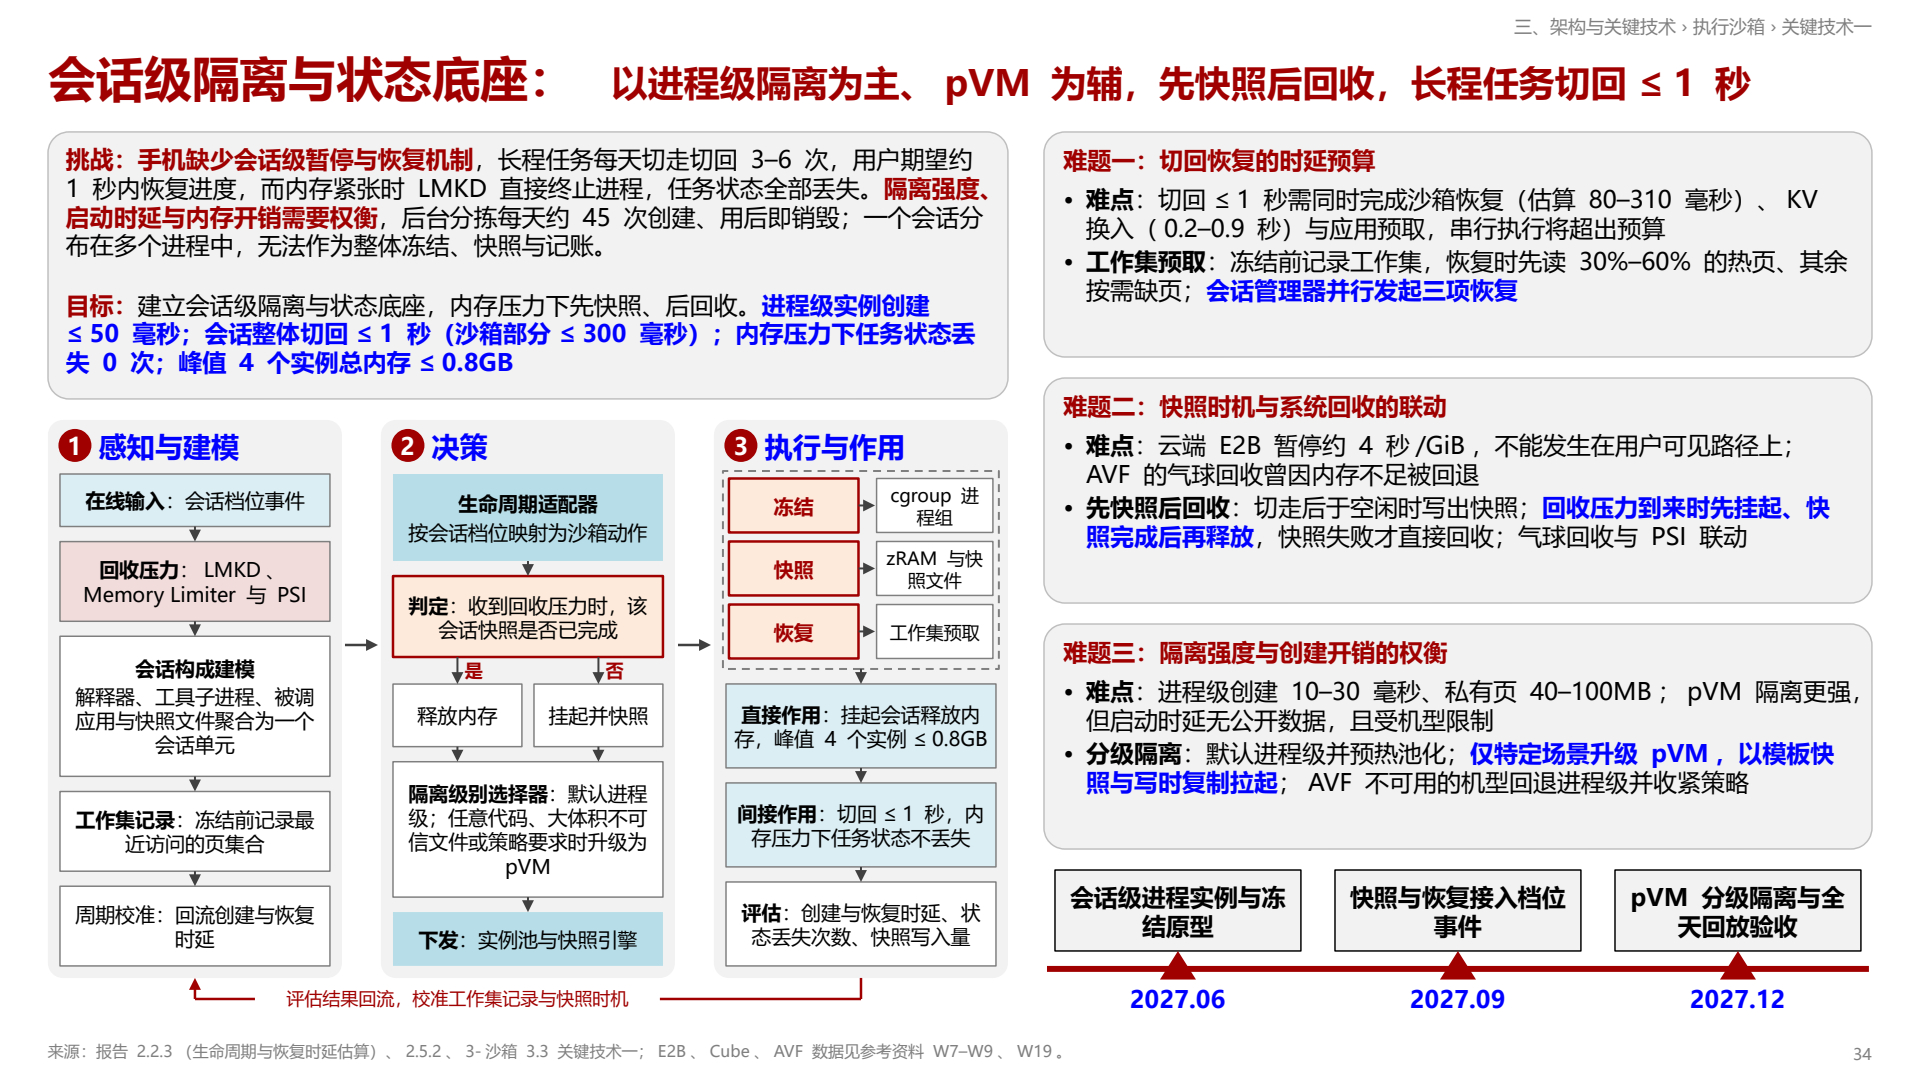 三、架构与关键技术 › 执行沙箱 › 关键技术一
会话级隔离与状态底座： 以进程级隔离为主、 pVM 为辅，先快照后回收，长程任务切回 ≤ 1 秒
挑战：手机缺少会话级暂停与恢复机制，长程任务每天切走切回 3–6 次，用户期望约
1 秒内恢复进度，而内存紧张时 LMKD 直接终止进程，任务状态全部丢失。隔离强度、
启动时延与内存开销需要权衡，后台分拣每天约 45 次创建、用后即销毁；一个会话分
布在多个进程中，无法作为整体冻结、快照与记账。
目标：建立会话级隔离与状态底座，内存压力下先快照、后回收。进程级实例创建
≤ 50 毫秒；会话整体切回 ≤ 1 秒（沙箱部分 ≤ 300 毫秒）；内存压力下任务状态丢
失 0 次；峰值 4 个实例总内存 ≤ 0.8GB
1 感知与建模
在线输入：会话档位事件
回收压力： LMKD 、
Memory Limiter 与 PSI
会话构成建模
解释器、工具子进程、被调
应用与快照文件聚合为一个
会话单元
工作集记录：冻结前记录最
近访问的页集合
周期校准：回流创建与恢复
时延
2 决策
生命周期适配器
按会话档位映射为沙箱动作
判定：收到回收压力时，该
会话快照是否已完成
是
否
释放内存
挂起并快照
隔离级别选择器：默认进程
级；任意代码、大体积不可
信文件或策略要求时升级为
pVM
下发：实例池与快照引擎
3 执行与作用
冻结
cgroup 进
程组
快照
zRAM 与快
照文件
恢复
工作集预取
直接作用：挂起会话释放内
存，峰值 4 个实例 ≤ 0.8GB
间接作用：切回 ≤ 1 秒，内
存压力下任务状态不丢失
评估：创建与恢复时延、状
态丢失次数、快照写入量
评估结果回流，校准工作集记录与快照时机
难题一：切回恢复的时延预算
• 难点：切回 ≤ 1 秒需同时完成沙箱恢复（估算 80–310 毫秒）、 KV
换入（ 0.2–0.9 秒）与应用预取，串行执行将超出预算
• 工作集预取：冻结前记录工作集，恢复时先读 30%–60% 的热页、其余
按需缺页；会话管理器并行发起三项恢复
难题二：快照时机与系统回收的联动
• 难点：云端 E2B 暂停约 4 秒 /GiB ，不能发生在用户可见路径上；
AVF 的气球回收曾因内存不足被回退
• 先快照后回收：切走后于空闲时写出快照；回收压力到来时先挂起、快
照完成后再释放，快照失败才直接回收；气球回收与 PSI 联动
难题三：隔离强度与创建开销的权衡
• 难点：进程级创建 10–30 毫秒、私有页 40–100MB ； pVM 隔离更强，
但启动时延无公开数据，且受机型限制
• 分级隔离：默认进程级并预热池化；仅特定场景升级 pVM ，以模板快
照与写时复制拉起； AVF 不可用的机型回退进程级并收紧策略
会话级进程实例与冻
结原型
快照与恢复接入档位
事件
pVM 分级隔离与全
天回放验收
2027.06
2027.09
2027.12
来源：报告 2.2.3 （生命周期与恢复时延估算）、 2.5.2 、 3- 沙箱 3.3 关键技术一； E2B 、 Cube 、 AVF 数据见参考资料 W7–W9 、 W19 。
34